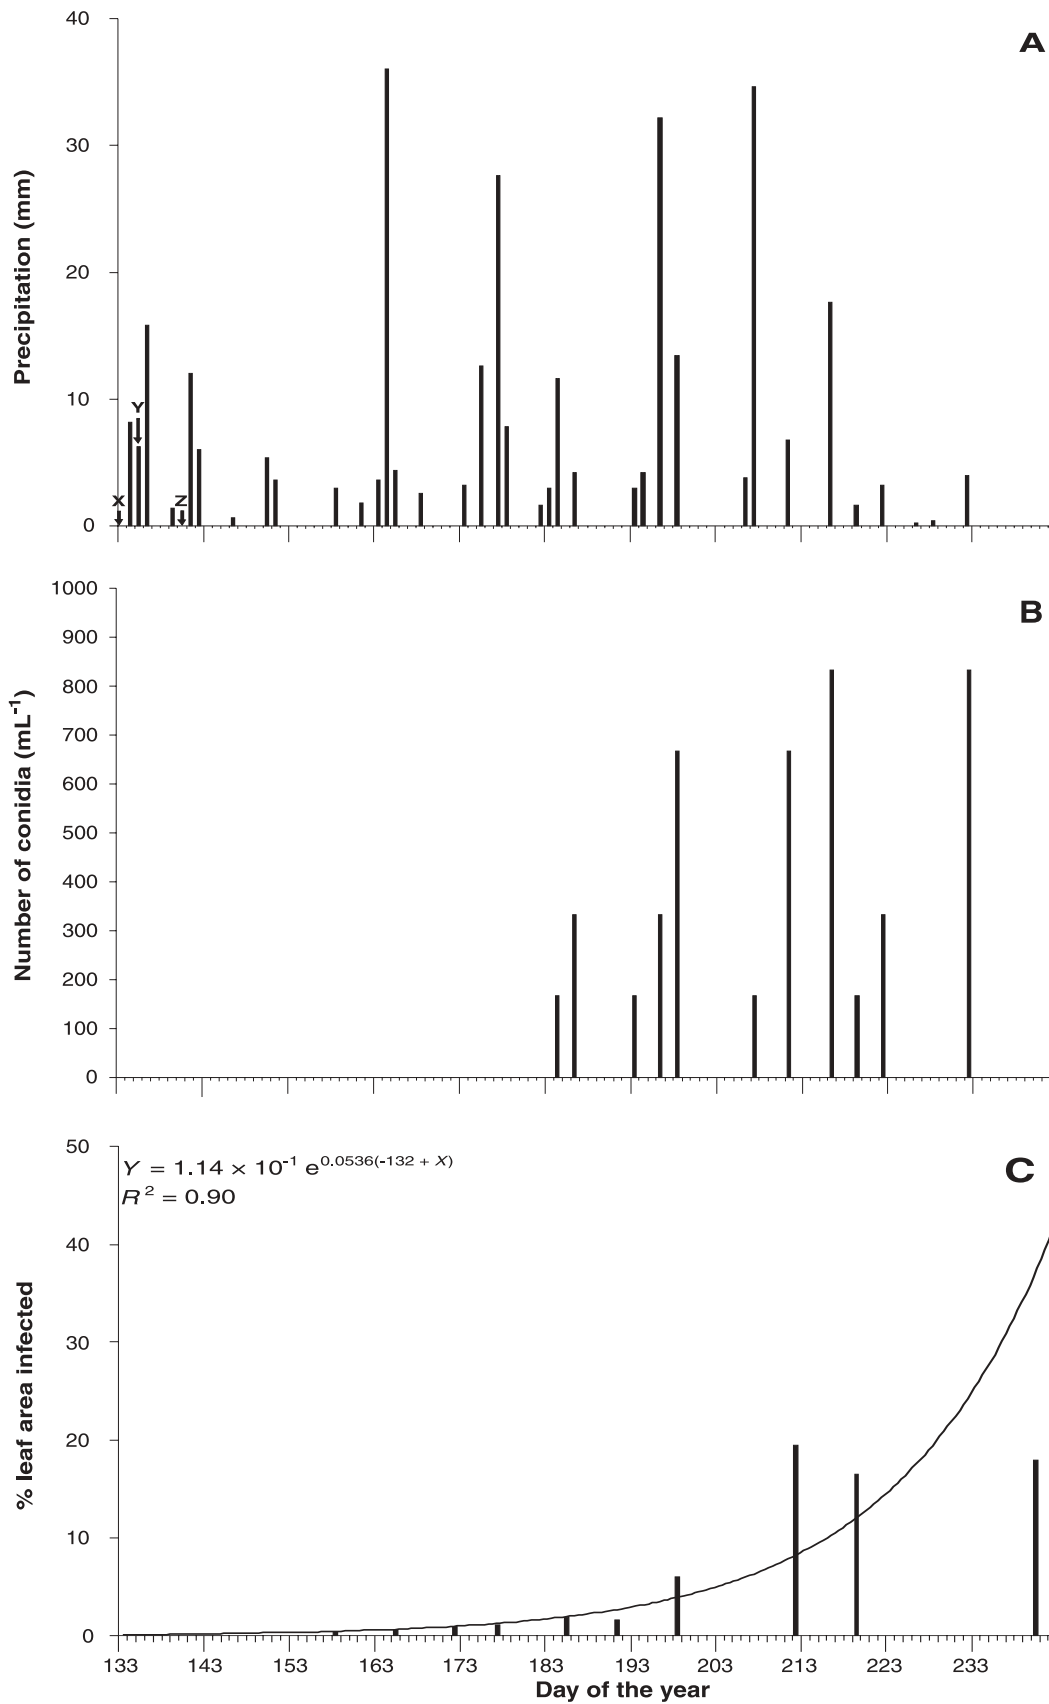 40
A
30
Precipitation (mm)
20
10
Y
X
Z
0
1000
B
900
800
700
600
Number of conidia (mL⁻¹)
500
400
300
200
100
0
50
Y = 1.14 × 10⁻¹ e⁰·⁰⁵³⁶⁽⁻¹³² ⁺ ˣ⁾
C
R² = 0.90
40
30
% leaf area infected
20
10
0
133 143 153 163 173 183 193 203 213 223 233
Day of the year